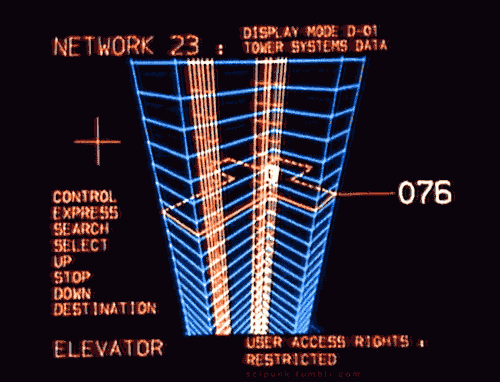 NETWORK 23 :
DISPLAY MODE D-01
TOWER SYSTEMS DATA
076
CONTROL
EXPRESS
SEARCH
SELECT
UP
STOP
DOWN
DESTINATION
ELEVATOR
USER ACCESS RIGHTS :
RESTRICTED
scipunk.tumblr.com